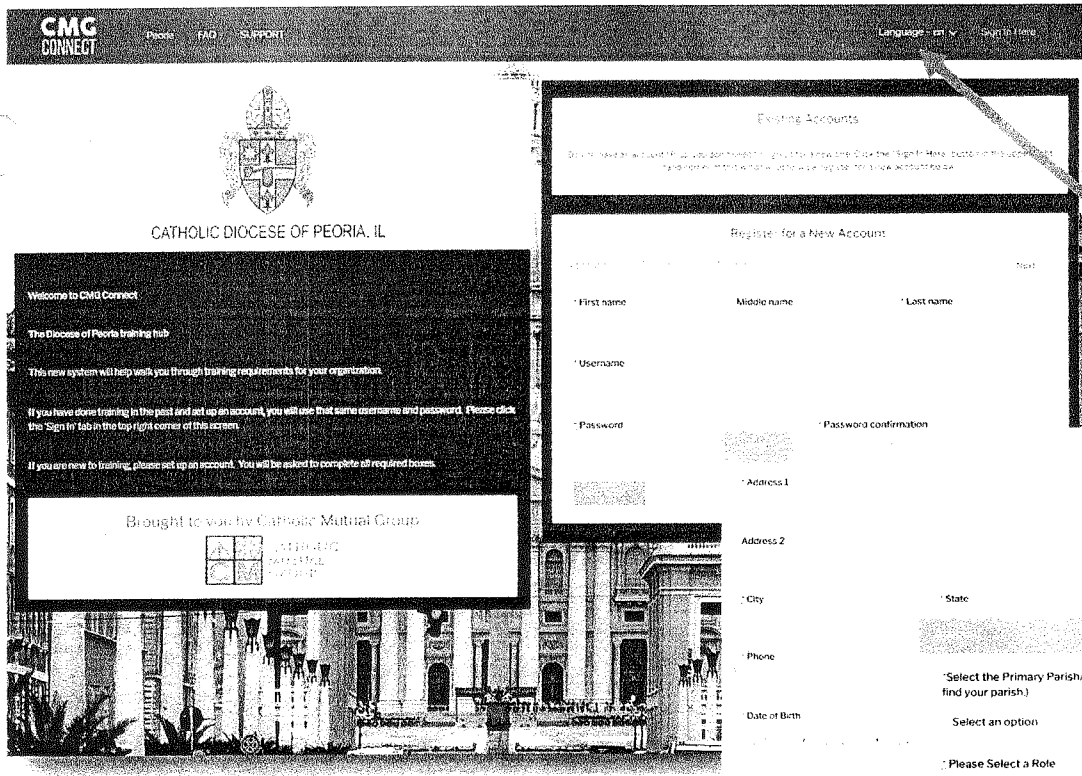 CMG
CONNECT
Peoria FAQ SUPPORT
Language - en
Sign In Here
CATHOLIC DIOCESE OF PEORIA, IL
Welcome to CMG Connect
The Diocese of Peoria training hub
This new system will help walk you through training requirements for your organization.
If you have done training in the past and set up an account, you will use that same username and password. Please click
the 'Sign In' tab in the top right corner of this screen.
If you are new to training, please set up an account. You will be asked to complete all required boxes.
Brought to you by Catholic Mutual Group
Existing Accounts
Register for a New Account
Next
* First name
Middle name
* Last name
* Username
* Password
* Password confirmation
* Address 1
Address 2
* City
* State
* Phone
*Select the Primary Parish/
find your parish.)
* Date of Birth
Select an option
* Please Select a Role